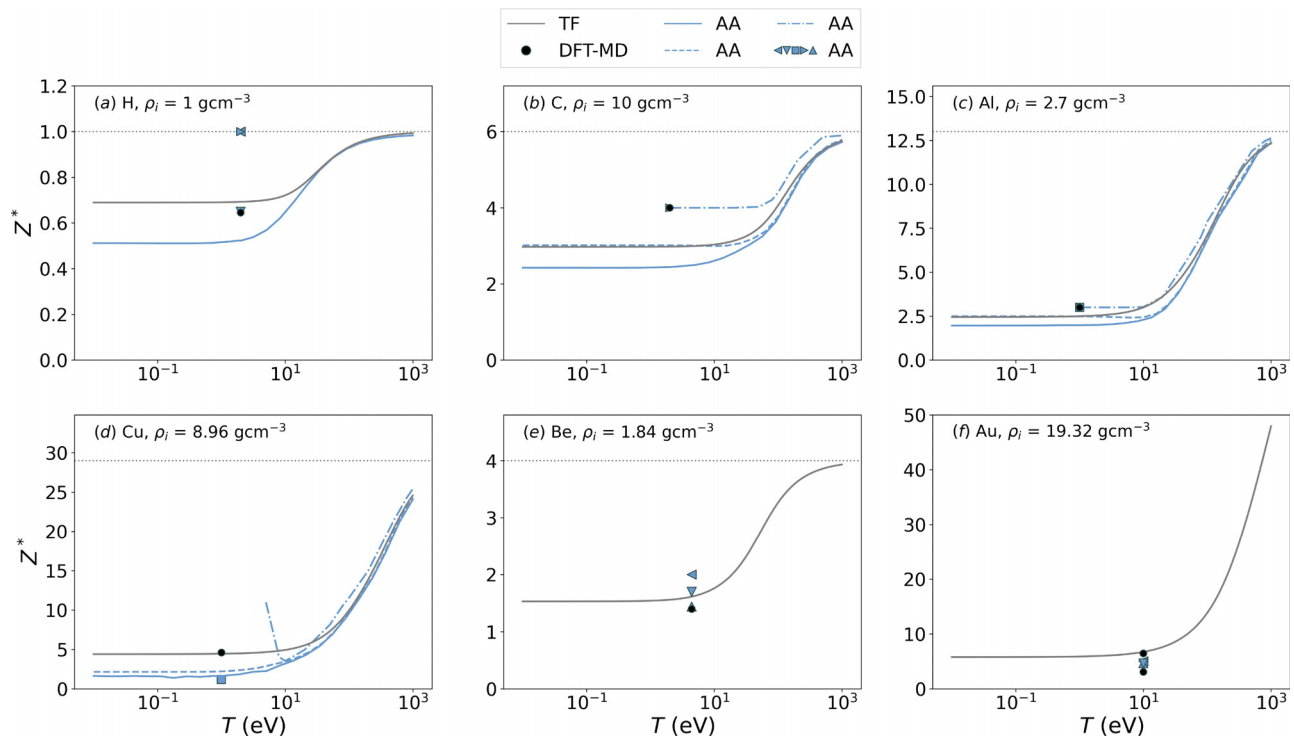 TF AA AA
DFT-MD AA AA
(a) H, ρᵢ = 1 gcm⁻³
(b) C, ρᵢ = 10 gcm⁻³
(c) Al, ρᵢ = 2.7 gcm⁻³
Z*
1.2
1.0
0.8
0.6
0.4
0.2
0.0
10⁻¹ 10¹ 10³
6
4
2
0
10⁻¹ 10¹ 10³
15.0
12.5
10.0
7.5
5.0
2.5
0.0
10⁻¹ 10¹ 10³
(d) Cu, ρᵢ = 8.96 gcm⁻³
(e) Be, ρᵢ = 1.84 gcm⁻³
(f) Au, ρᵢ = 19.32 gcm⁻³
Z*
30
25
20
15
10
5
0
10⁻¹ 10¹ 10³
T (eV)
4
3
2
1
0
10⁻¹ 10¹ 10³
T (eV)
50
40
30
20
10
0
10⁻¹ 10¹ 10³
T (eV)